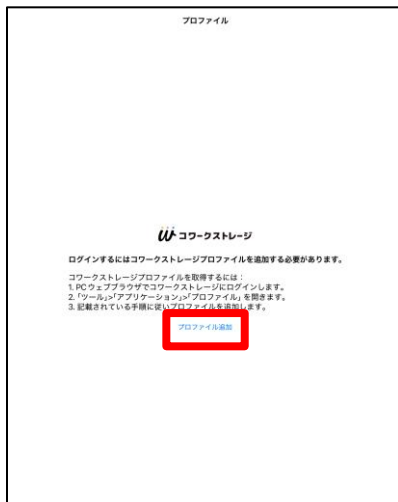 プロファイル
コワークストレージ
ログインするにはコワークストレージプロファイルを追加する必要があります。
コワークストレージプロファイルを取得するには：
1. PCウェブブラウザでコワークストレージにログインします。
2.「ツール」>「アプリケーション」>「プロファイル」を開きます。
3. 記載されている手順に従いプロファイルを追加します。
プロファイル追加